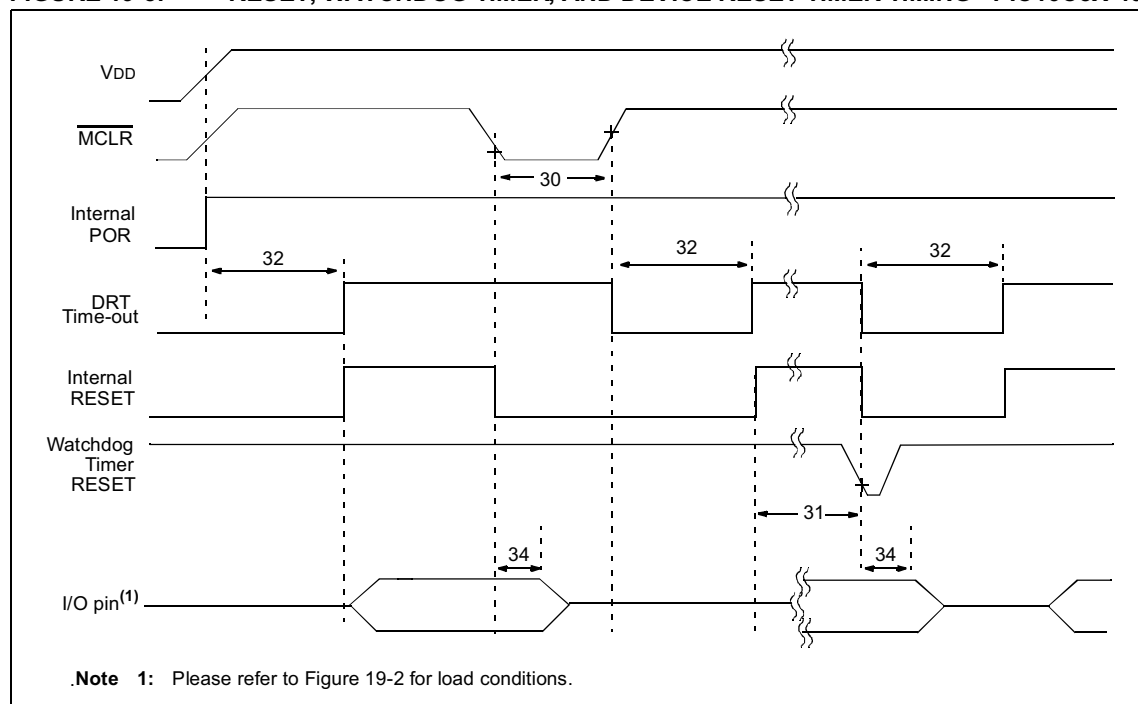 VDD
MCLR
30
Internal
POR
32
32
32
DRT
Time-out
Internal
RESET
Watchdog
Timer
RESET
31
34
34
I/O pin(1)
.Note 1: Please refer to Figure 19-2 for load conditions.